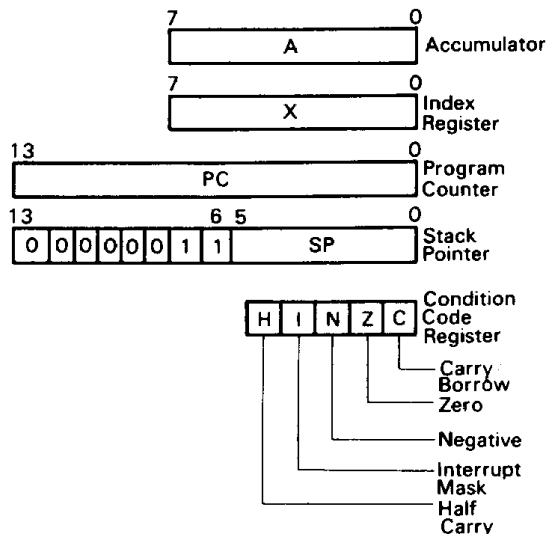 7 0
A Accumulator
7 0
X Index
Register
13 0
PC Program
Counter
13 6 5 0
0 0 0 0 0 0 1 1 SP Stack
Pointer
H I N Z C Condition
Code
Register
Carry
Borrow
Zero
Negative
Interrupt
Mask
Half
Carry